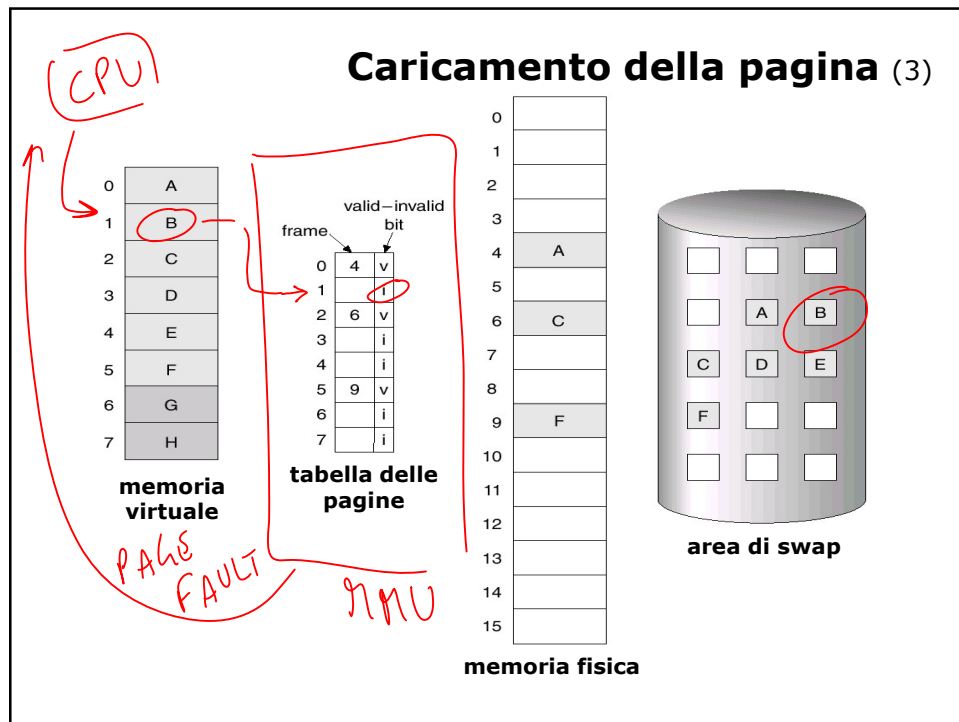 Caricamento della pagina (3)
CPU
0 A
1 B
2 C
3 D
4 E
5 F
6 G
7 H
memoria
virtuale
valid–invalid
bit
frame
0 4 v
1 i
2 6 v
3 i
4 i
5 9 v
6 i
7 i
tabella delle
pagine
PAGE
FAULT
MMU
0
1
2
3
4 A
5
6 C
7
8
9 F
10
11
12
13
14
15
memoria fisica
A B
C D E
F
area di swap